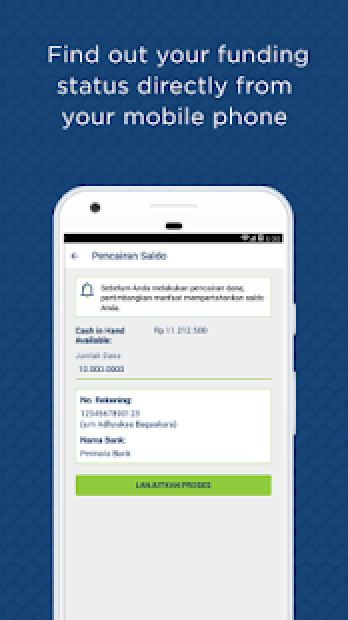 Find out your funding
status directly from
your mobile phone
Pencairan Saldo
Sebelum Anda melakukan pencairan dana,
pertimbangkan manfaat mempertahankan saldo
Anda.
Cash in Hand Rp 11.212.500
Available:
Jumlah Dana
10.000.0000
No. Rekening:
1234567890123
(a/n Adhyaksa Bagaskara)
Nama Bank:
Permata Bank
LANJUTKAN PROSES